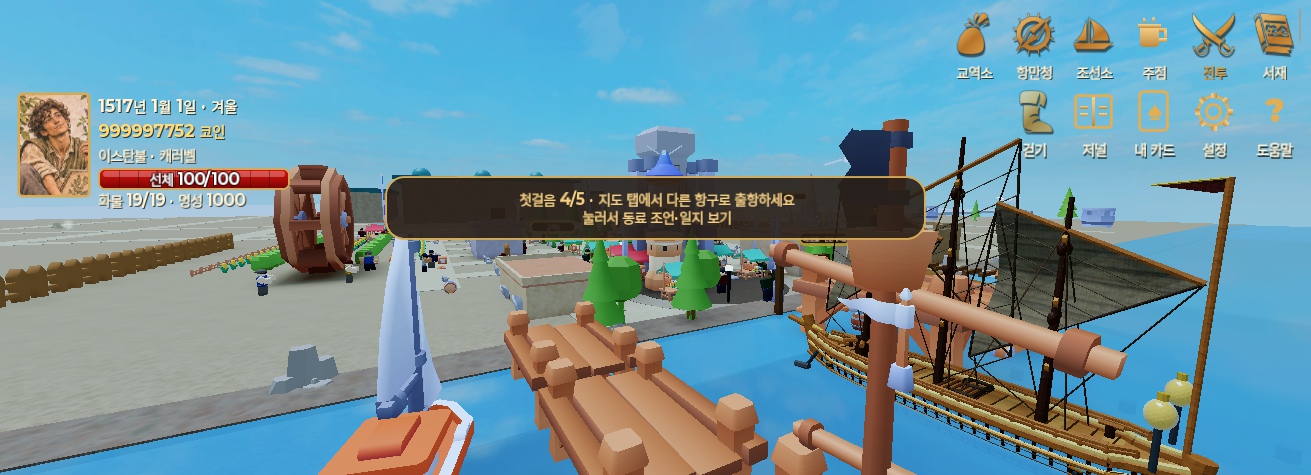 교역소
항만청
조선소
주점
전투
서재
걷기
저널
내 카드
설정
도움말
1517년 1월 1일 · 겨울
999997752 코인
이스탄불 · 캐러벨
선체 100/100
화물 19/19 · 명성 1000
첫걸음 4/5 · 지도 탭에서 다른 항구로 출항하세요
눌러서 동료 조언·일지 보기